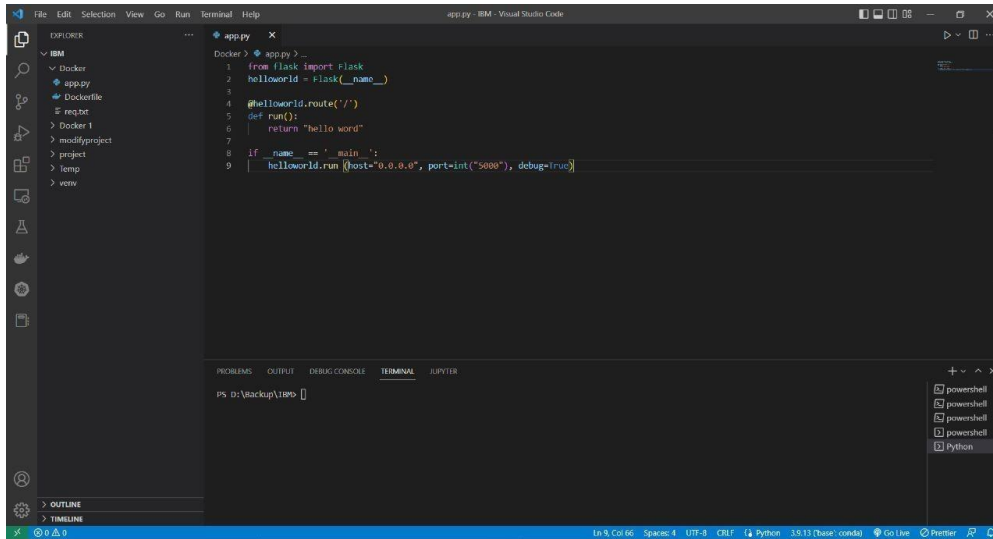 File Edit Selection View Go Run Terminal Help
app.py - IBM - Visual Studio Code
EXPLORER
IBM
Docker
app.py
Dockerfile
req.txt
Docker 1
modifyproject
project
Temp
venv
OUTLINE
TIMELINE
app.py
Docker > app.py > ...
1 from flask import Flask
2 helloworld = Flask(__name__)
3
4 @helloworld.route('/')
5 def run():
6 return "hello word"
7
8 if __name__ == '__main__':
9 helloworld.run (host="0.0.0.0", port=int("5000"), debug=True)
PROBLEMS OUTPUT DEBUG CONSOLE TERMINAL JUPYTER
PS D:\Backup\IBM>
powershell
powershell
powershell
powershell
Python
0 0 Ln 9, Col 66 Spaces: 4 UTF-8 CRLF Python 3.9.13 ('base': conda) Go Live Prettier